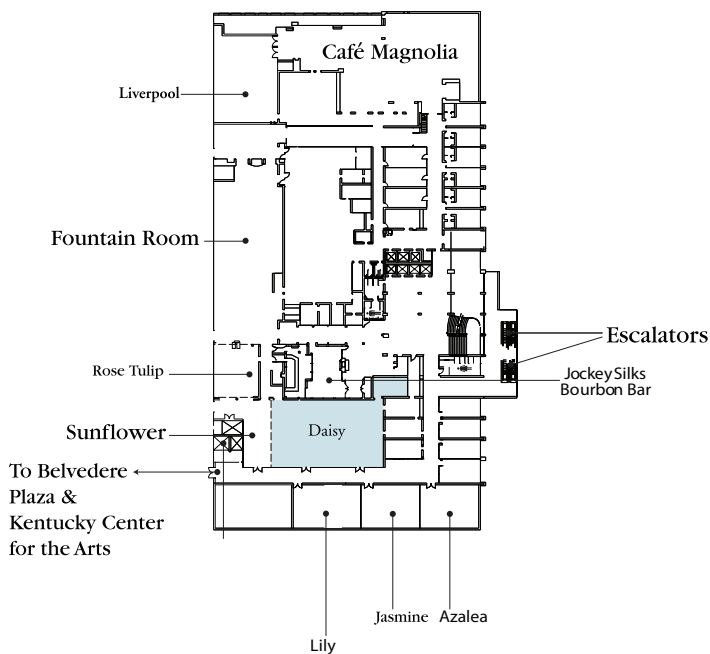 Café Magnolia
Liverpool
Fountain Room
Escalators
Rose Tulip
Jockey Silks
Bourbon Bar
Sunflower
Daisy
To Belvedere
Plaza &
Kentucky Center
for the Arts
Jasmine
Azalea
Lily